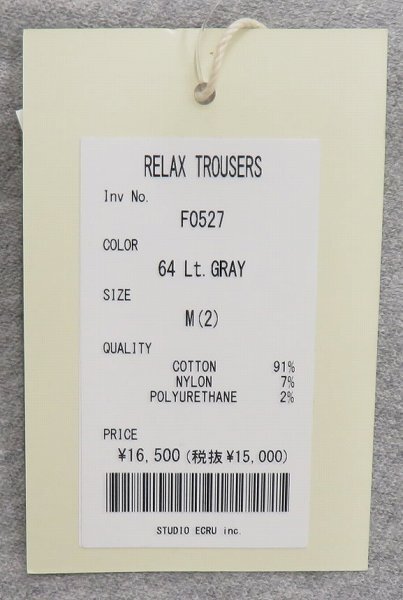 RELAX TROUSERS
Inv No.
F0527
COLOR
64 Lt.GRAY
SIZE
M(2)
QUALITY
COTTON 91%
NYLON 7%
POLYURETHANE 2%
PRICE
¥16,500(税抜¥15,000)
STUDIO ECRU inc.